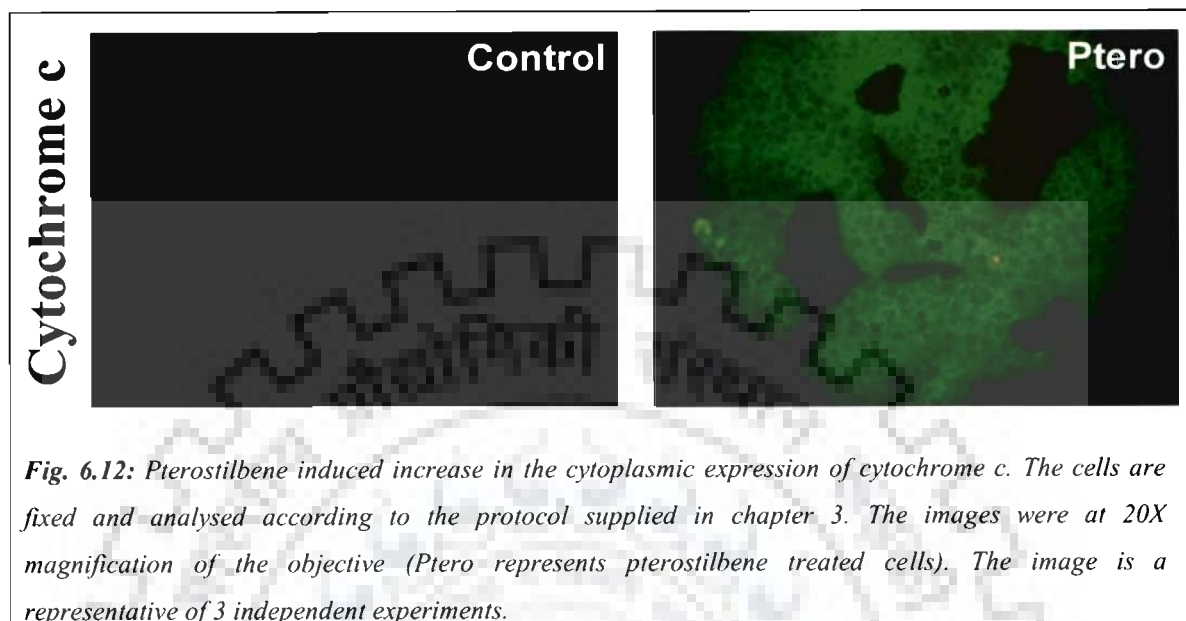 Cytochrome c
Control
Ptero
Fig. 6.12: Pterostilbene induced increase in the cytoplasmic expression of cytochrome c. The cells are
fixed and analysed according to the protocol supplied in chapter 3. The images were at 20X
magnification of the objective (Ptero represents pterostilbene treated cells). The image is a
representative of 3 independent experiments.